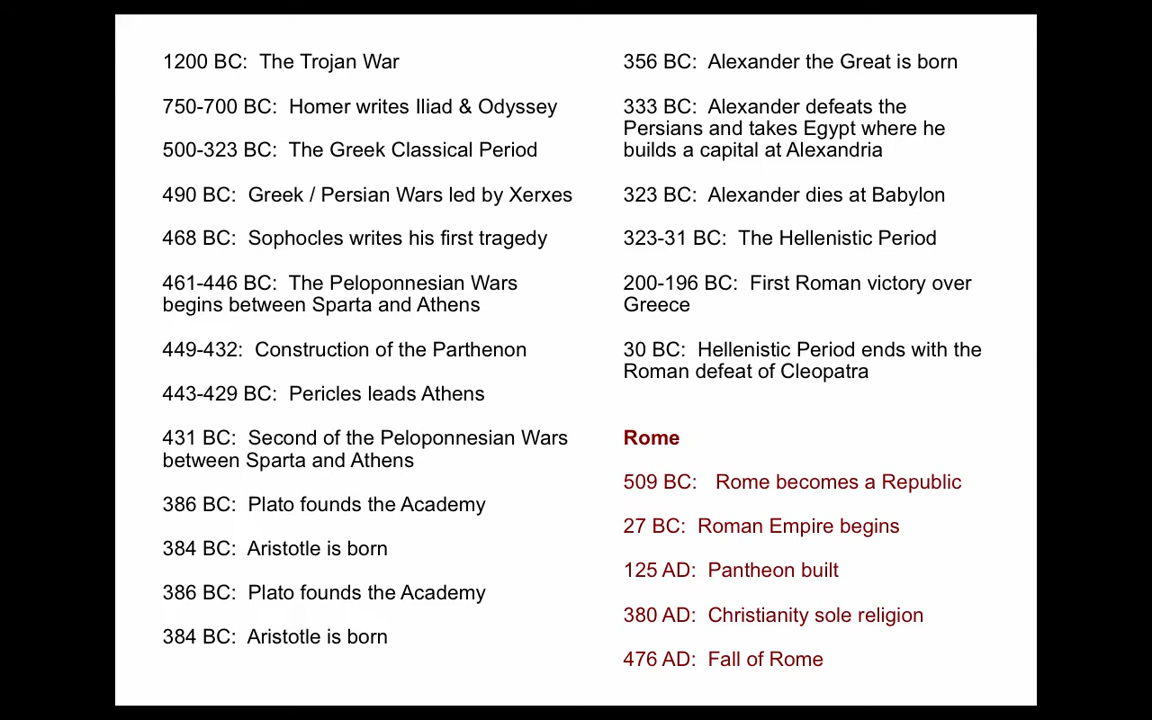 1200 BC:  The Trojan War
750-700 BC:  Homer writes Iliad & Odyssey
500-323 BC:  The Greek Classical Period
490 BC:  Greek / Persian Wars led by Xerxes
468 BC:  Sophocles writes his first tragedy
461-446 BC:  The Peloponnesian Wars
begins between Sparta and Athens
449-432:  Construction of the Parthenon
443-429 BC:  Pericles leads Athens
431 BC:  Second of the Peloponnesian Wars
between Sparta and Athens
386 BC:  Plato founds the Academy
384 BC:  Aristotle is born
386 BC:  Plato founds the Academy
384 BC:  Aristotle is born
356 BC:  Alexander the Great is born
333 BC:  Alexander defeats the
Persians and takes Egypt where he
builds a capital at Alexandria
323 BC:  Alexander dies at Babylon
323-31 BC:  The Hellenistic Period
200-196 BC:  First Roman victory over
Greece
30 BC:  Hellenistic Period ends with the
Roman defeat of Cleopatra
Rome
509 BC:   Rome becomes a Republic
27 BC:  Roman Empire begins
125 AD:  Pantheon built
380 AD:  Christianity sole religion
476 AD:  Fall of Rome